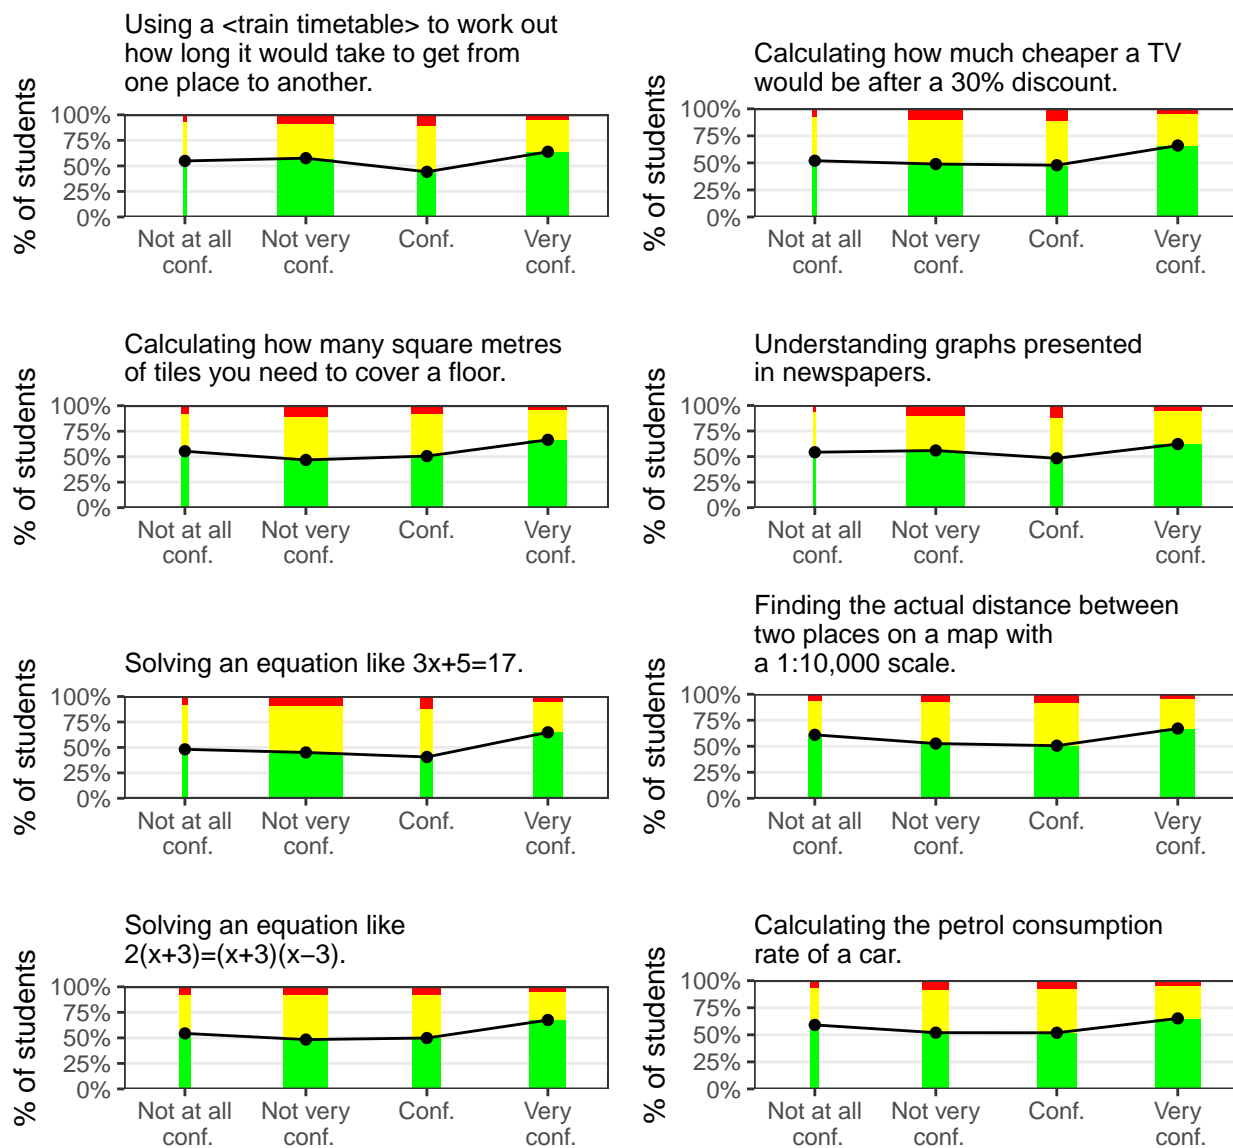 Using a <train timetable> to work out
how long it would take to get from
one place to another.
% of students
100%
75%
50%
25%
0%
Not at all
conf.
Not very
conf.
Conf.
Very
conf.
Calculating how much cheaper a TV
would be after a 30% discount.
% of students
100%
75%
50%
25%
0%
Not at all
conf.
Not very
conf.
Conf.
Very
conf.
Calculating how many square metres
of tiles you need to cover a floor.
% of students
100%
75%
50%
25%
0%
Not at all
conf.
Not very
conf.
Conf.
Very
conf.
Understanding graphs presented
in newspapers.
% of students
100%
75%
50%
25%
0%
Not at all
conf.
Not very
conf.
Conf.
Very
conf.
Solving an equation like 3x+5=17.
% of students
100%
75%
50%
25%
0%
Not at all
conf.
Not very
conf.
Conf.
Very
conf.
Finding the actual distance between
two places on a map with
a 1:10,000 scale.
% of students
100%
75%
50%
25%
0%
Not at all
conf.
Not very
conf.
Conf.
Very
conf.
Solving an equation like
2(x+3)=(x+3)(x−3).
% of students
100%
75%
50%
25%
0%
Not at all
conf.
Not very
conf.
Conf.
Very
conf.
Calculating the petrol consumption
rate of a car.
% of students
100%
75%
50%
25%
0%
Not at all
conf.
Not very
conf.
Conf.
Very
conf.